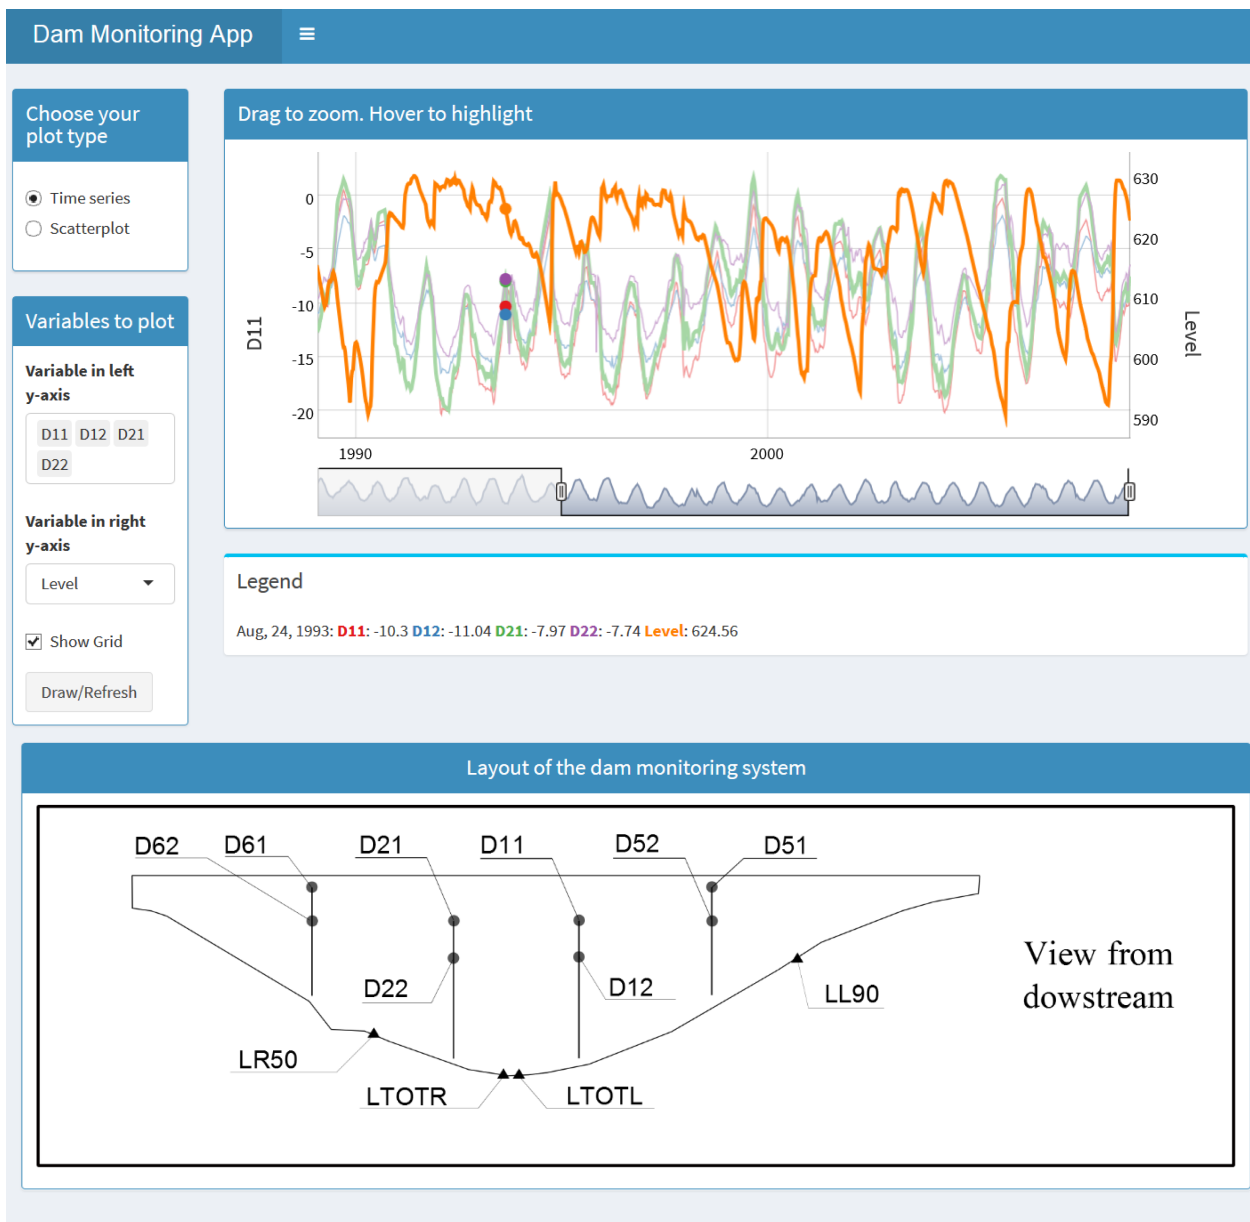 Dam Monitoring App
Choose your
plot type
Time series
Scatterplot
Variables to plot
Variable in left
y-axis
D11 D12 D21
D22
Variable in right
y-axis
Level
Show Grid
Draw/Refresh
Drag to zoom. Hover to highlight
D11
0
-5
-10
-15
-20
630
620
610
600
590
Level
1990
2000
Legend
Aug, 24, 1993: D11: -10.3 D12: -11.04 D21: -7.97 D22: -7.74 Level: 624.56
Layout of the dam monitoring system
D62 D61 D21 D11 D52 D51
D22 D12 LL90
View from
dowstream
LR50
LTOTR LTOTL